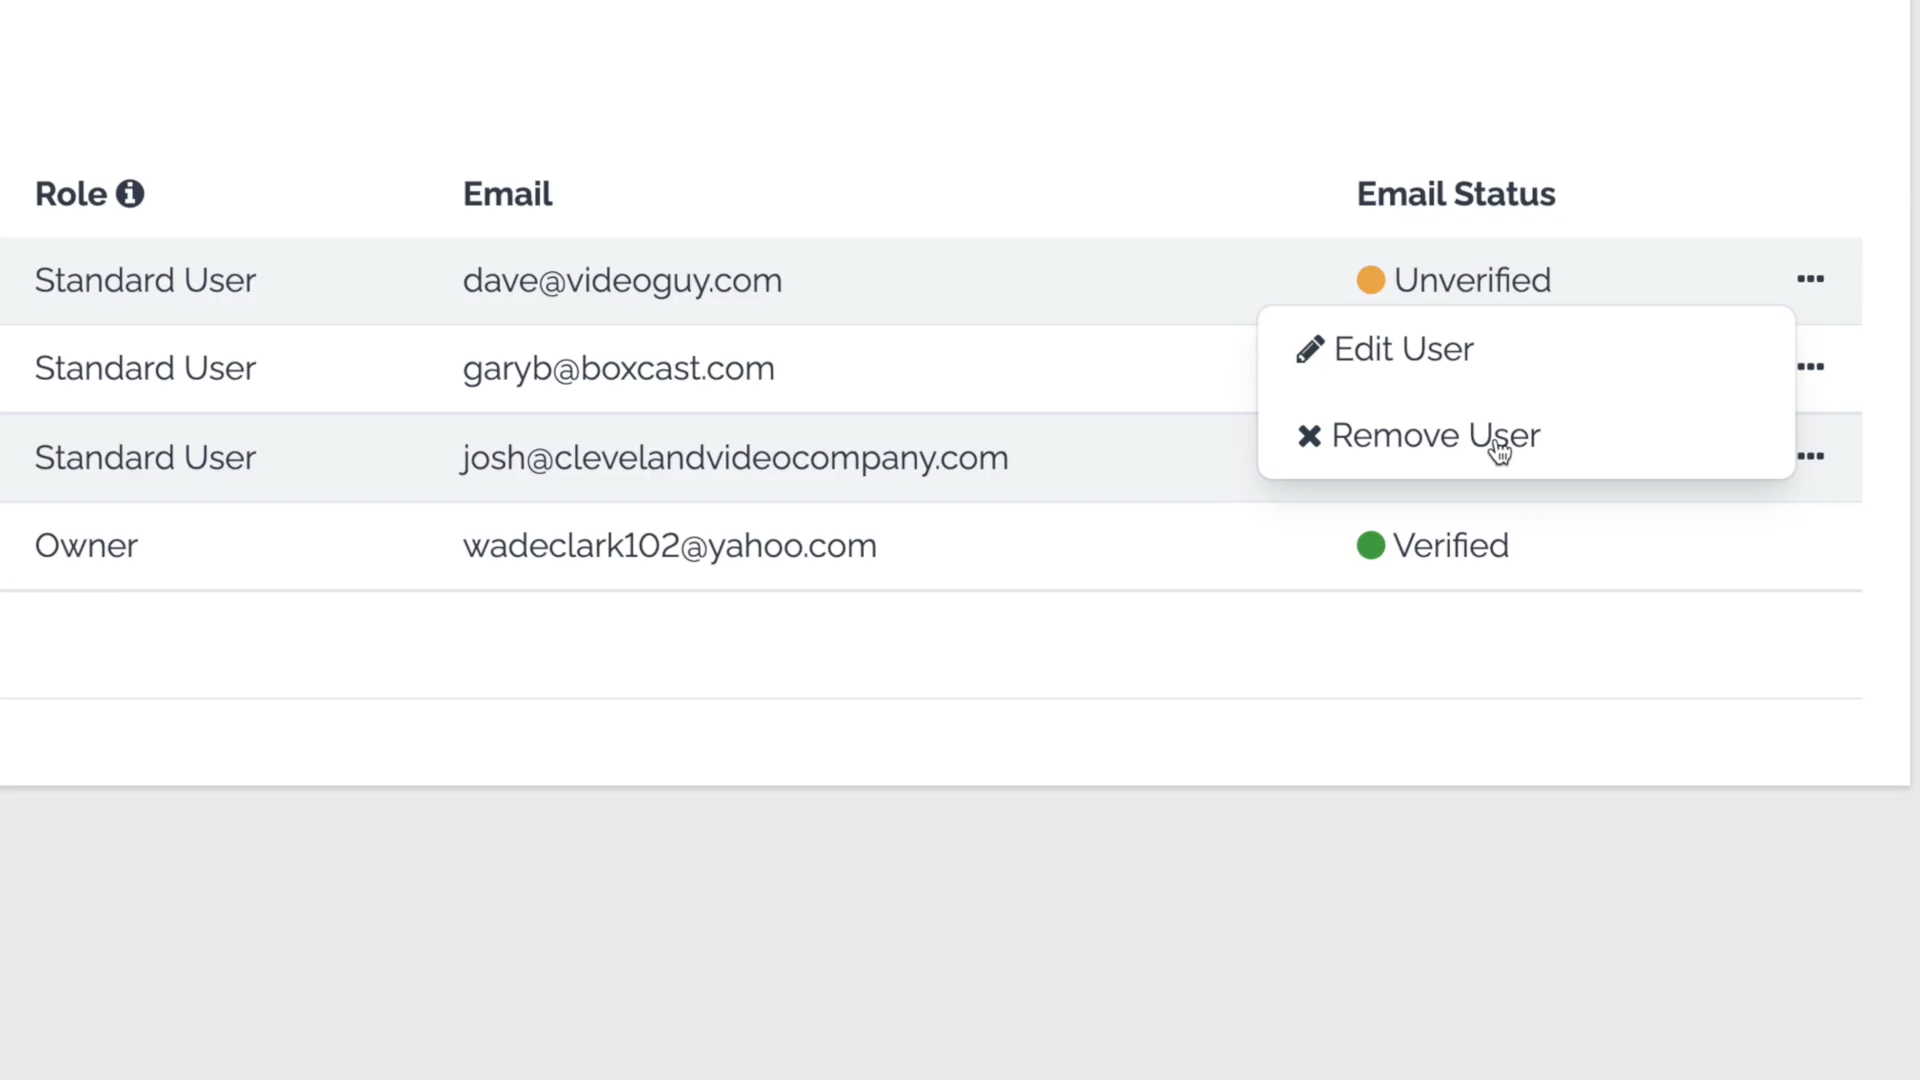 Role Email Email Status
Standard User dave@videoguy.com Unverified
Edit User
Standard User garyb@boxcast.com
Remove User
Standard User josh@clevelandvideocompany.com
Owner wadeclark102@yahoo.com Verified